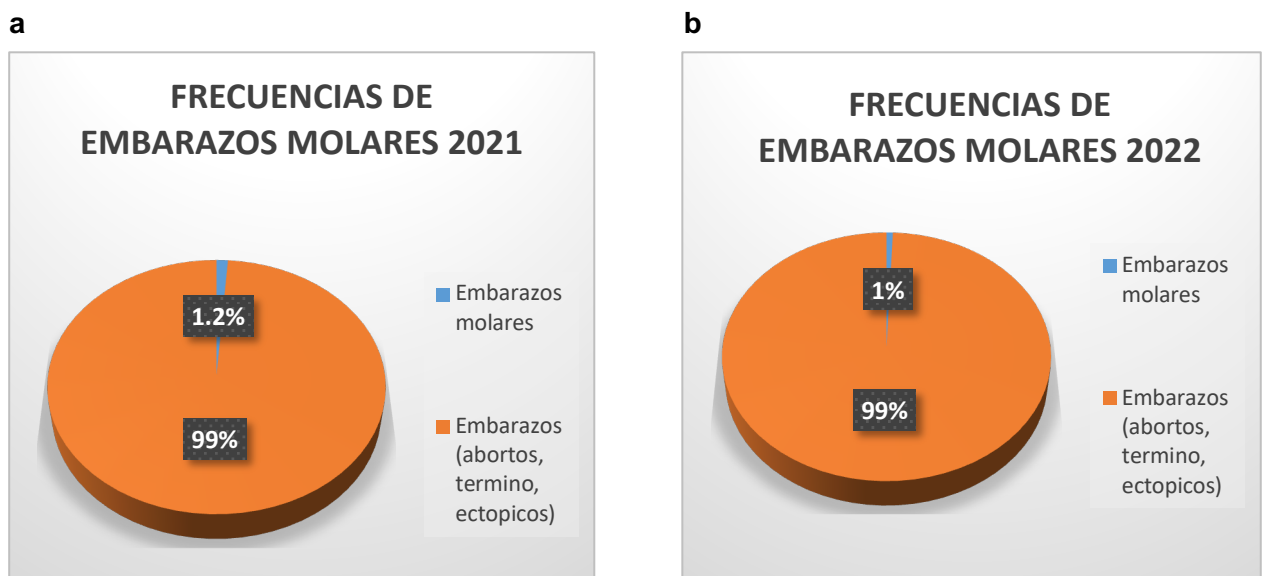 a
FRECUENCIAS DE
EMBARAZOS MOLARES 2021
1.2%
99%
Embarazos
molares
Embarazos
(abortos,
termino,
ectopicos)
b
FRECUENCIAS DE
EMBARAZOS MOLARES 2022
1%
99%
Embarazos
molares
Embarazos
(abortos,
termino,
ectopicos)